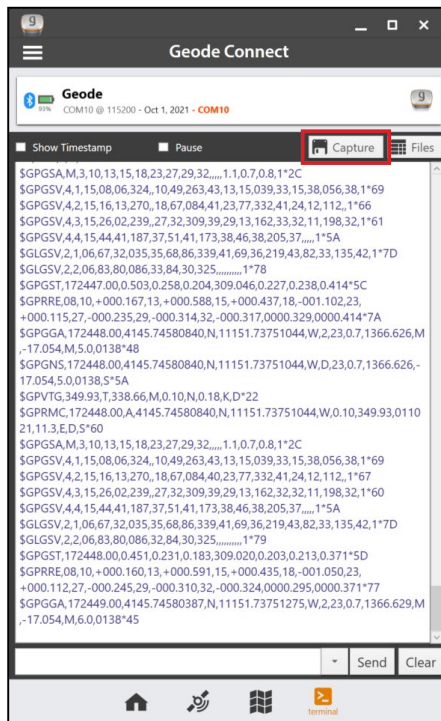 g
Geode Connect
Geode
93%
COM10 @ 115200 - Oct 1, 2021 - COM10
g
Show Timestamp
Pause
Capture
Files
$GPGSA,M,3,10,13,15,18,23,27,29,32,,,,,1.1,0.7,0.8,1*2C
$GPGSV,4,1,15,08,06,324,,10,49,263,43,13,15,039,33,15,38,056,38,1*69
$GPGSV,4,2,15,16,13,270,,18,67,084,41,23,77,332,41,24,12,112,,1*66
$GPGSV,4,3,15,26,02,239,,27,32,309,39,29,13,162,33,32,11,198,32,1*61
$GPGSV,4,4,15,44,41,187,37,51,41,173,38,46,38,205,37,,,,,1*5A
$GLGSV,2,1,06,67,32,035,35,68,86,339,41,69,36,219,43,82,33,135,42,1*7D
$GLGSV,2,2,06,83,80,086,33,84,30,325,,,,,,,,,,1*78
$GPGST,172447.00,0.503,0.258,0.204,309.046,0.227,0.238,0.414*5C
$GPRRE,08,10,+000.167,13,+000.588,15,+000.437,18,-001.102,23,
+000.115,27,-000.235,29,-000.314,32,-000.317,0000.329,0000.414*7A
$GPGGA,172448.00,4145.74580840,N,11151.73751044,W,2,23,0.7,1366.626,M
,-17.054,M,5.0,0138*48
$GPGNS,172448.00,4145.74580840,N,11151.73751044,W,D,23,0.7,1366.626,-
17.054,5.0,0138,S*5A
$GPVTG,349.93,T,338.66,M,0.10,N,0.18,K,D*22
$GPRMC,172448.00,A,4145.74580840,N,11151.73751044,W,0.10,349.93,0110
21,11.3,E,D,S*60
$GPGSA,M,3,10,13,15,18,23,27,29,32,,,,,1.1,0.7,0.8,1*2C
$GPGSV,4,1,15,08,06,324,,10,49,263,43,13,15,039,33,15,38,056,38,1*69
$GPGSV,4,2,15,16,13,270,,18,67,084,40,23,77,332,41,24,12,112,,1*67
$GPGSV,4,3,15,26,02,239,,27,32,309,39,29,13,162,32,32,11,198,32,1*60
$GPGSV,4,4,15,44,41,187,37,51,41,173,38,46,38,205,37,,,,,1*5A
$GLGSV,2,1,06,67,32,035,35,68,86,339,41,69,36,219,43,82,33,135,42,1*7D
$GLGSV,2,2,06,83,80,086,32,84,30,325,,,,,,,,,,1*79
$GPGST,172448.00,0.451,0.231,0.183,309.020,0.203,0.213,0.371*5D
$GPRRE,08,10,+000.160,13,+000.591,15,+000.435,18,-001.050,23,
+000.112,27,-000.245,29,-000.310,32,-000.324,0000.295,0000.371*77
$GPGGA,172449.00,4145.74580387,N,11151.73751275,W,2,23,0.7,1366.629,M
,-17.054,M,6.0,0138*45
Send
Clear
terminal